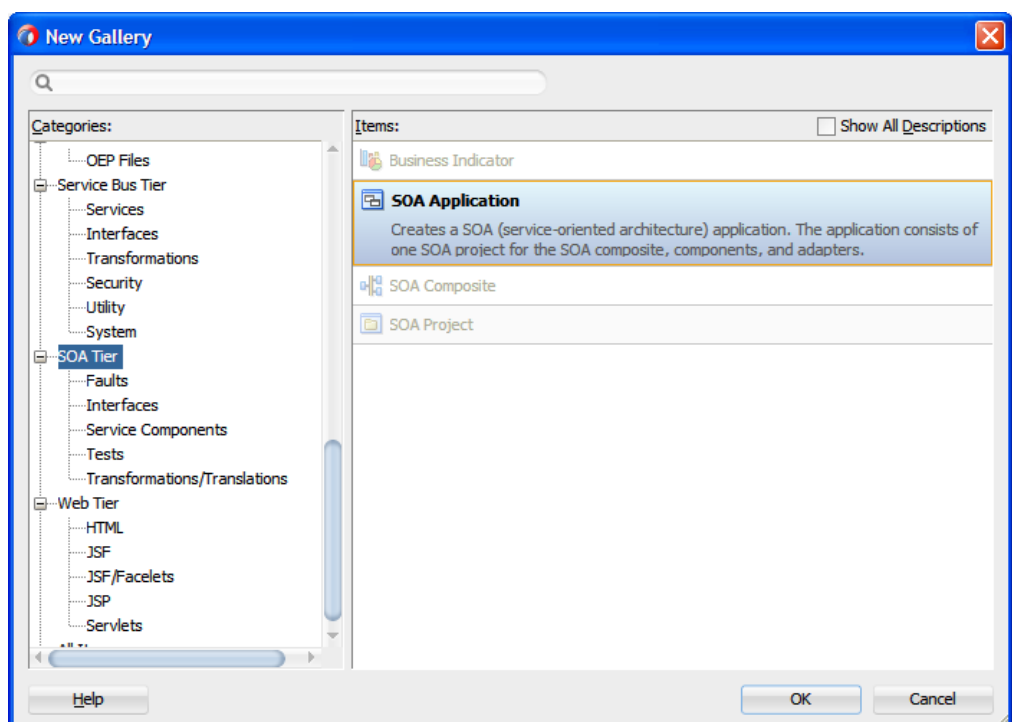 New Gallery
Categories:
OEP Files
Service Bus Tier
Services
Interfaces
Transformations
Security
Utility
System
SOA Tier
Faults
Interfaces
Service Components
Tests
Transformations/Translations
Web Tier
HTML
JSF
JSF/Facelets
JSP
Servlets
Items:
Show All Descriptions
Business Indicator
SOA Application
Creates a SOA (service-oriented architecture) application. The application consists of
one SOA project for the SOA composite, components, and adapters.
SOA Composite
SOA Project
Help
OK
Cancel